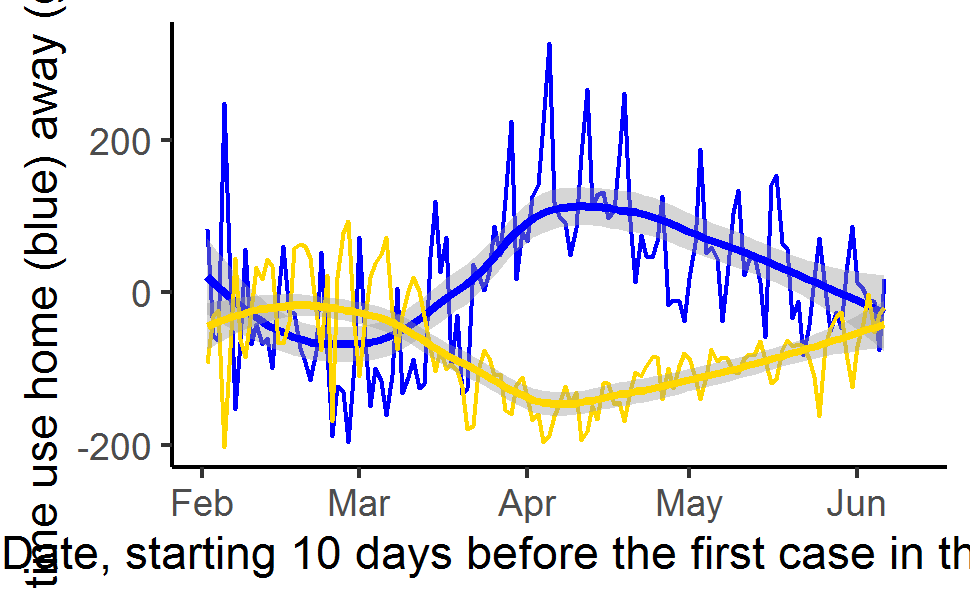 time use home (blue) away (
200
0
-200
Feb Mar Apr May Jun
Date, starting 10 days before the first case in th